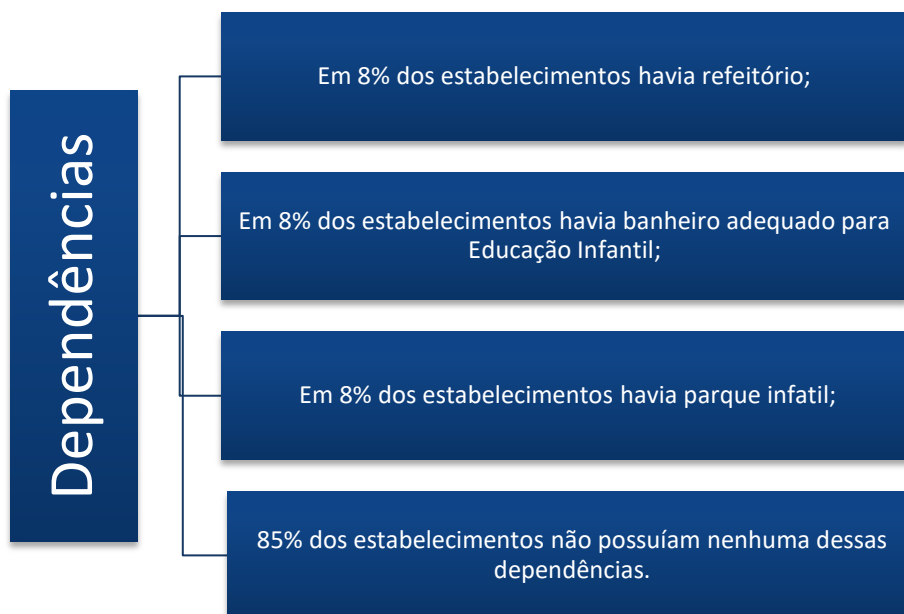 Dependências
Em 8% dos estabelecimentos havia refeitório;
Em 8% dos estabelecimentos havia banheiro adequado para
Educação Infantil;
Em 8% dos estabelecimentos havia parque infatil;
85% dos estabelecimentos não possuíam nenhuma dessas
dependências.